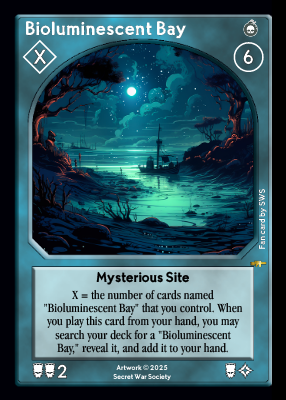 Bioluminescent Bay
X
6
Fan card by SWS
Mysterious Site
X = the number of cards named
"Bioluminescent Bay" that you control. When
you play this card from your hand, you may
search your deck for a "Bioluminescent
Bay," reveal it, and add it to your hand.
2
Artwork © 2025
Secret War Society